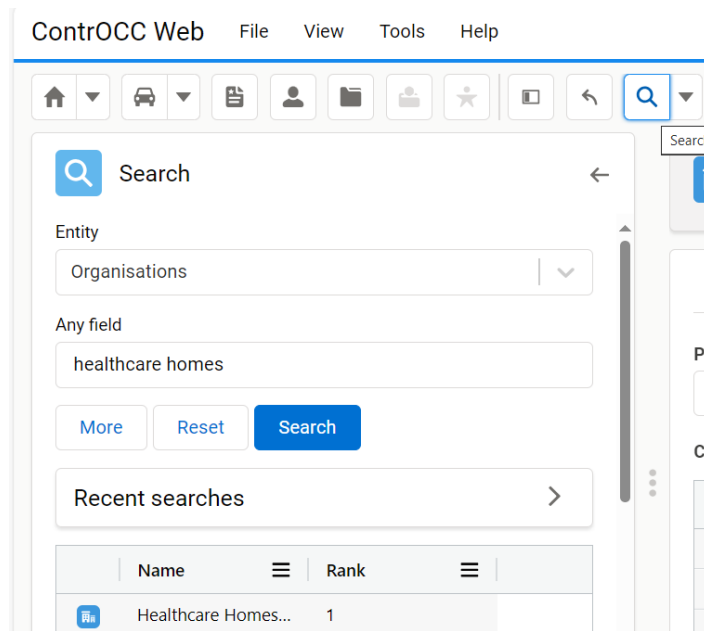 ContrOCC Web File View Tools Help
Search
Entity
Organisations
Any field
healthcare homes
More Reset Search
Recent searches
Name Rank
Healthcare Homes... 1
P
C